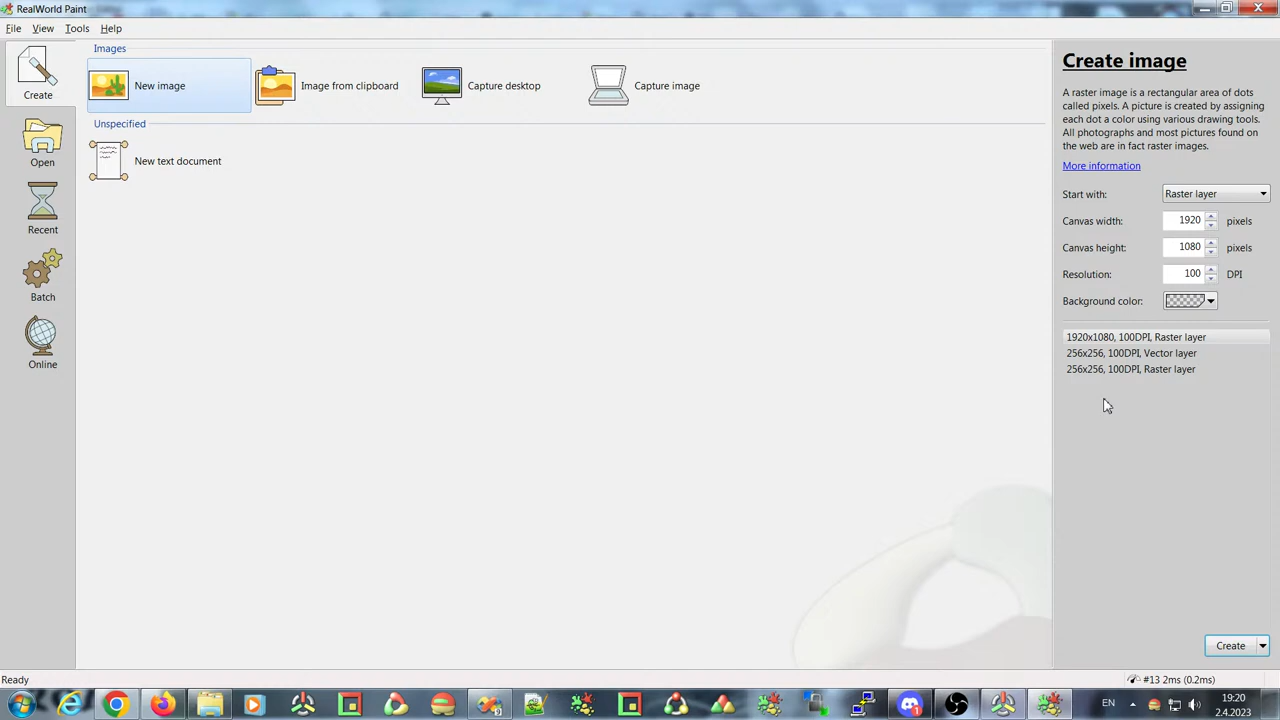 RealWorld Paint
File View Tools Help
Create
Open
Recent
Batch
Online
Images
New image
Image from clipboard
Capture desktop
Capture image
Unspecified
New text document
Create image
A raster image is a rectangular area of dots
called pixels. A picture is created by assigning
each dot a color using various drawing tools.
All photographs and most pictures found on
the web are in fact raster images.
More information
Start with: Raster layer
Canvas width: 1920 pixels
Canvas height: 1080 pixels
Resolution: 100 DPI
Background color:
1920x1080, 100DPI, Raster layer
256x256, 100DPI, Vector layer
256x256, 100DPI, Raster layer
Create
Ready
#13 2ms (0.2ms)
EN
19:20
2.4.2023